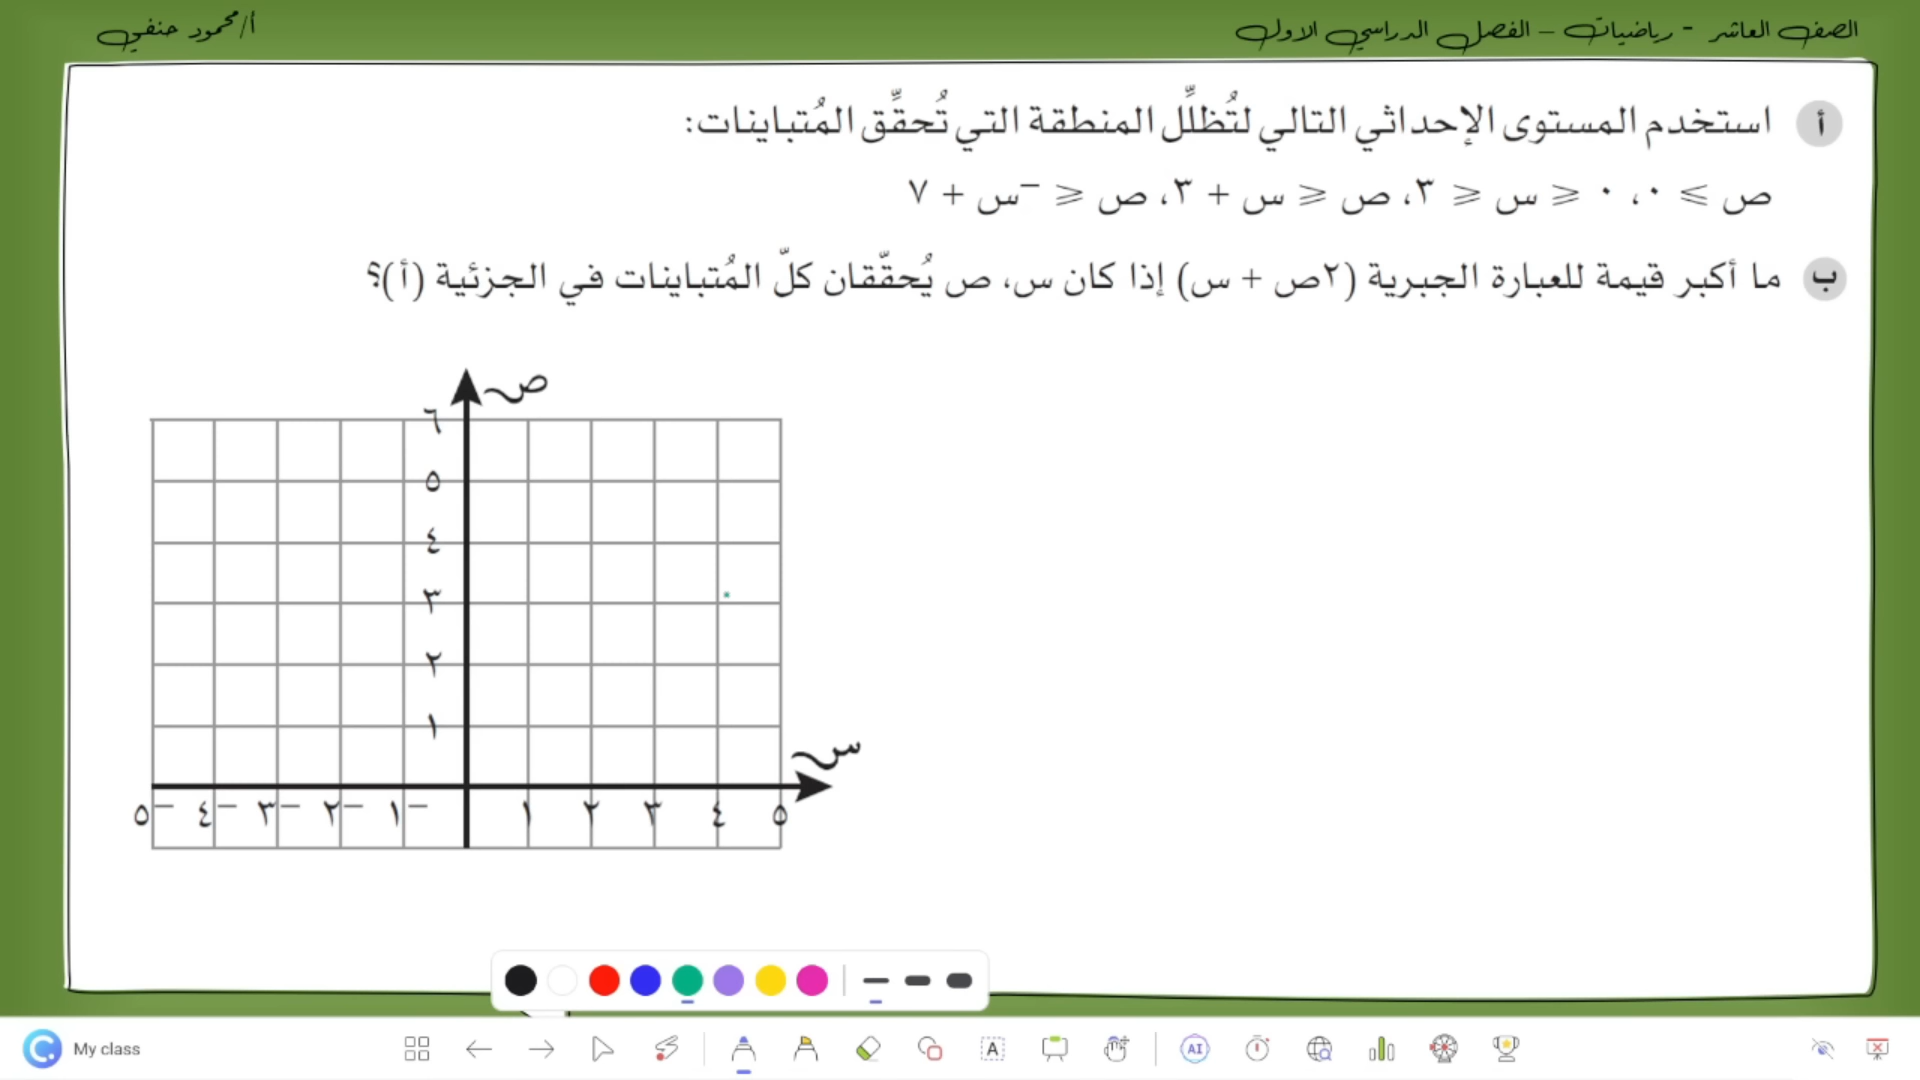 الصف العاشر - رياضيات – الفصل الدراسي الاول
أ/محمود حنفي
أ استخدم المستوى الإحداثي التالي لتُظلِّل المنطقة التي تُحقِّق المُتباينات:
ص ⩾ ٠، ٠ ⩽ س ⩽ ٣، ص ⩽ س + ٣، ص ⩽ −س + ٧
ب ما أكبر قيمة للعبارة الجبرية (٢ص + س) إذا كان س، ص يُحقّقان كلّ المُتباينات في الجزئية (أ)؟
ص
٦
٥
٤
٣
٢
١
س
٥− ٤− ٣− ٢− ١− ١ ٢ ٣ ٤ ٥
My class
A
AI